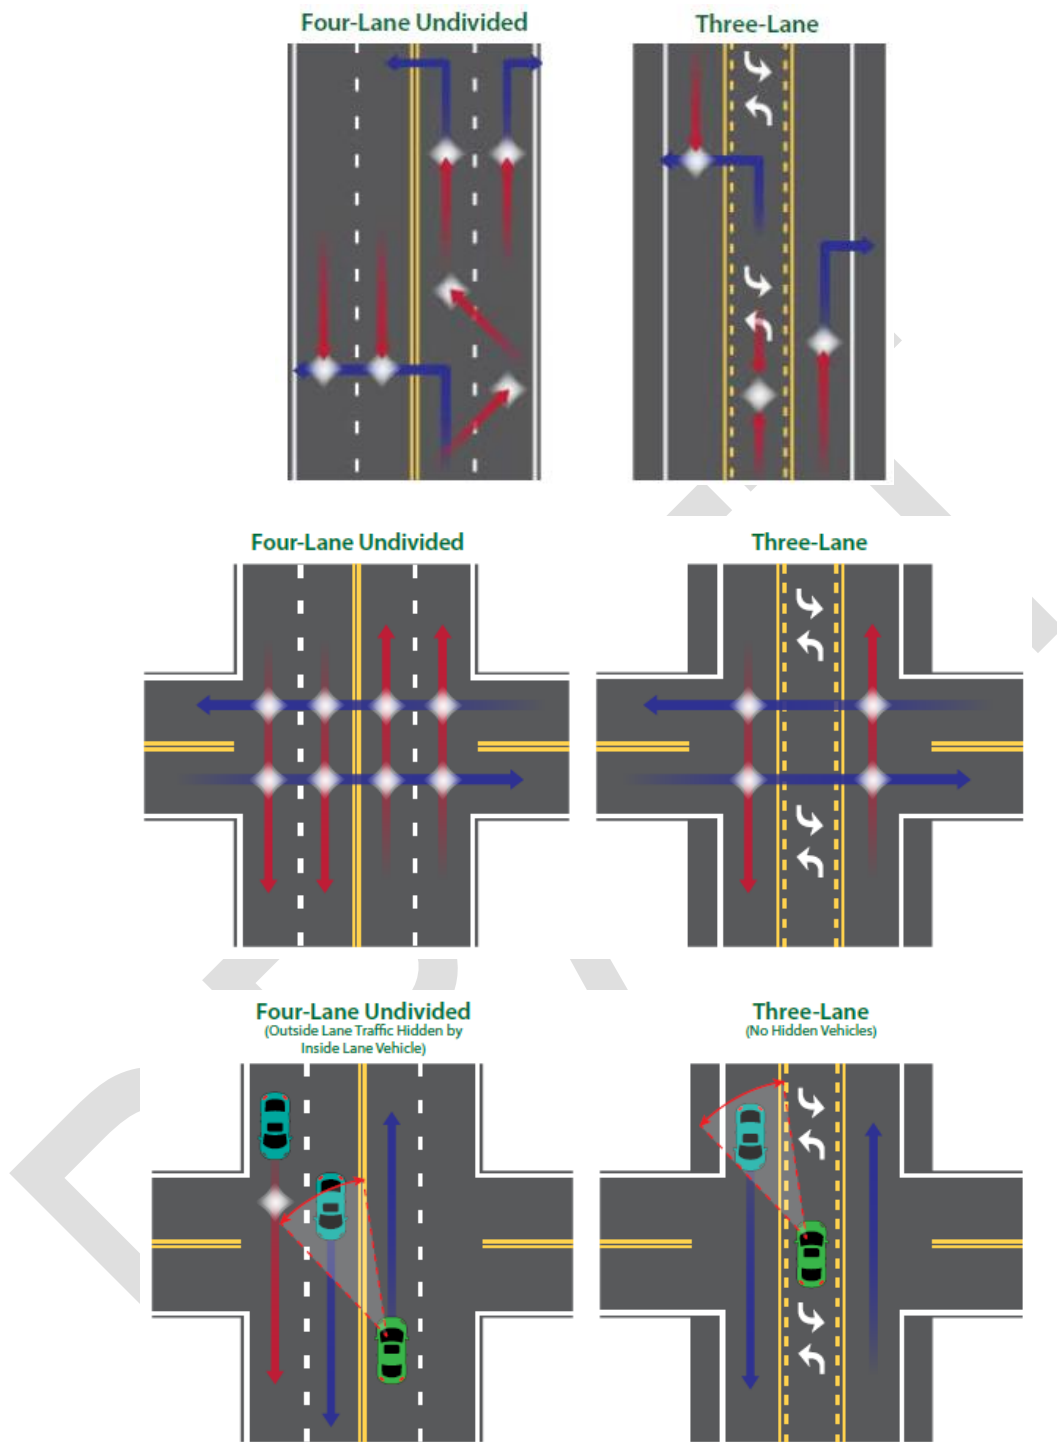 Four-Lane Undivided
Three-Lane
Four-Lane Undivided
Three-Lane
Four-Lane Undivided
(Outside Lane Traffic Hidden by
Inside Lane Vehicle)
Three-Lane
(No Hidden Vehicles)